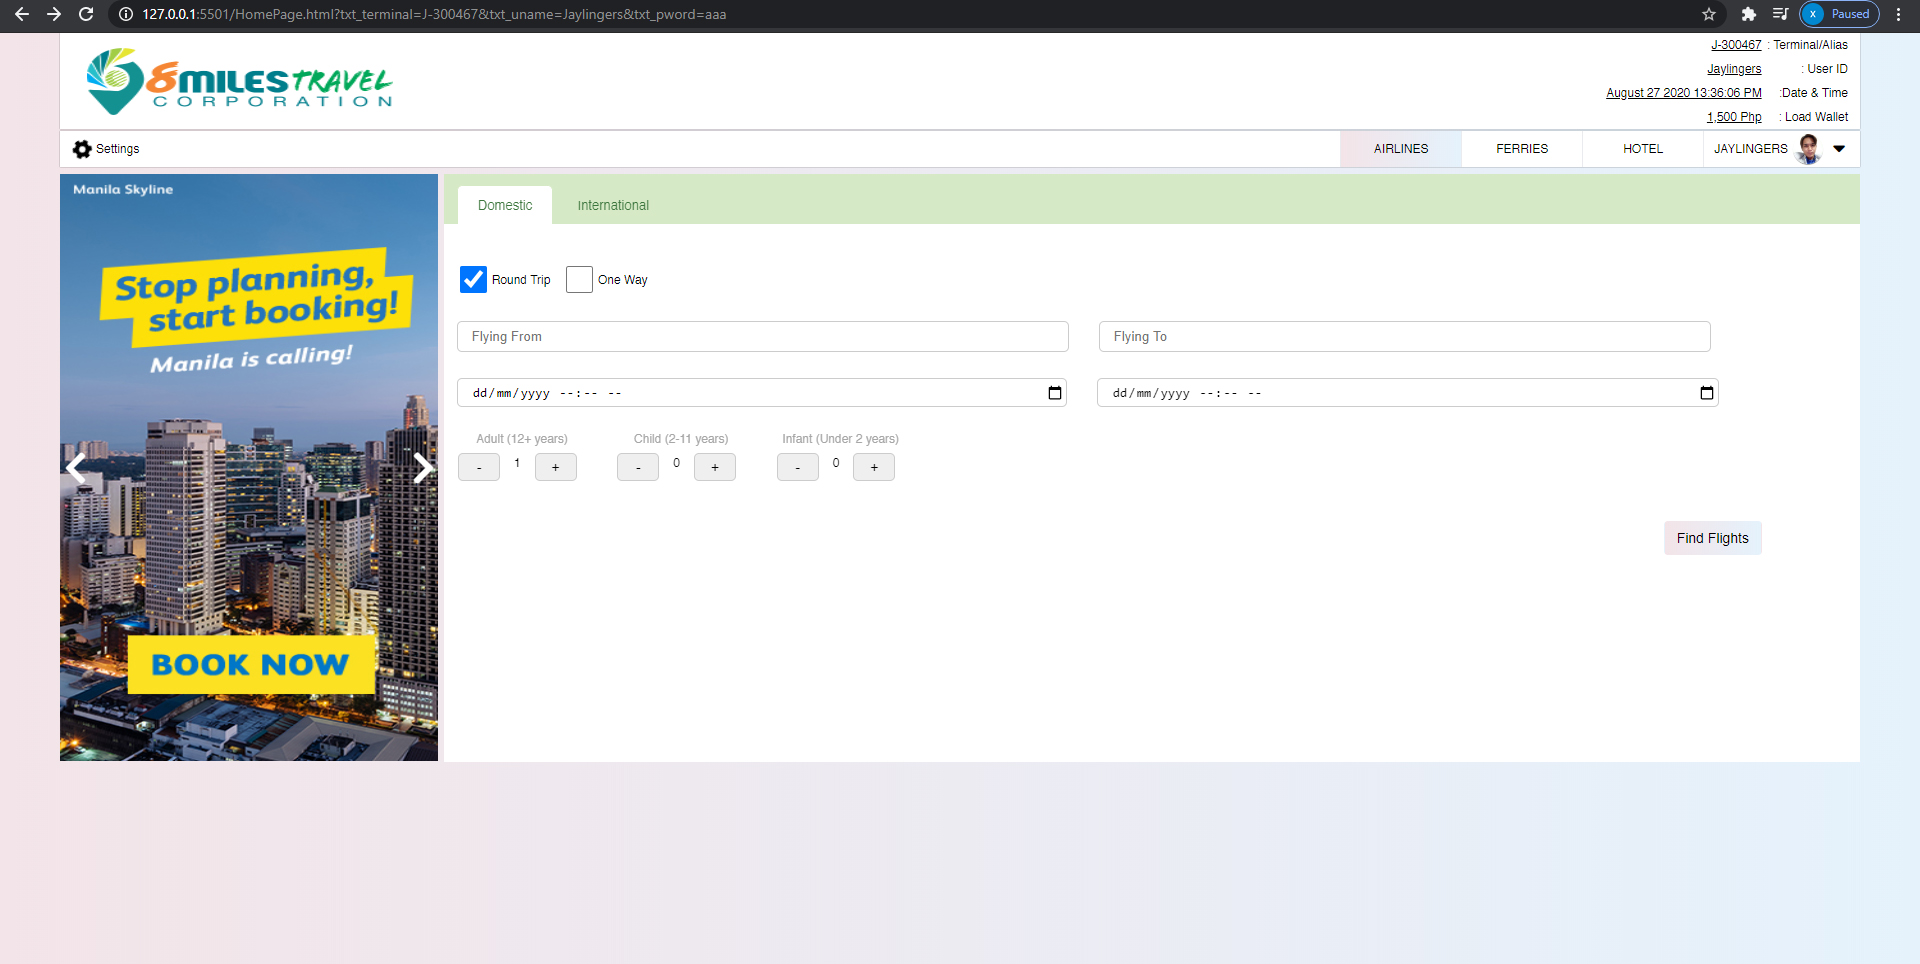 127.0.0.1:5501/HomePage.html?txt_terminal=J-300467&txt_uname=Jaylingers&txt_pword=aaa
x Paused
8MILES TRAVEL
CORPORATION
J-300467 : Terminal/Alias
Jaylingers : User ID
August 27 2020 13:36:06 PM :Date & Time
1,500 Php : Load Wallet
Settings
AIRLINES FERRIES HOTEL JAYLINGERS
Manila Skyline
Stop planning,
start booking!
Manila is calling!
BOOK NOW
Domestic International
Round Trip One Way
Flying From Flying To
dd/mm/yyyy --:-- -- dd/mm/yyyy --:-- --
Adult (12+ years) Child (2-11 years) Infant (Under 2 years)
- 1 + - 0 + - 0 +
Find Flights